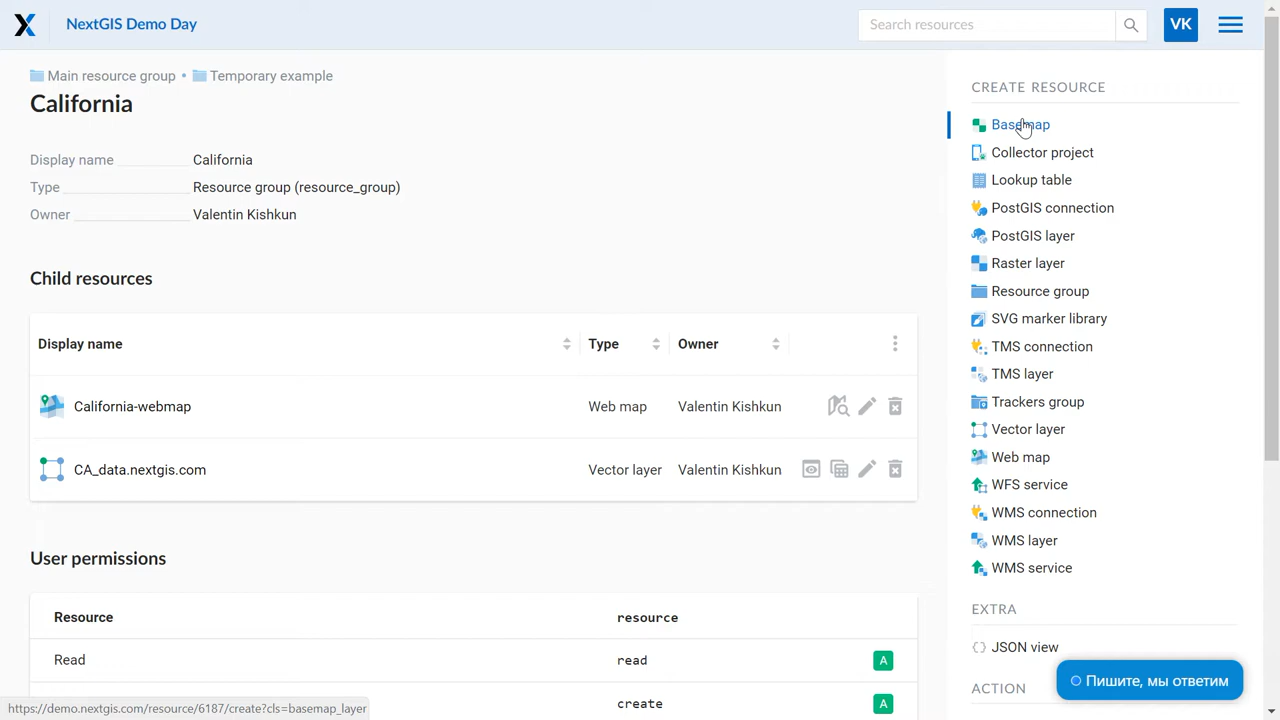 NextGIS Demo Day
Search resources
VK
Main resource group • Temporary example
California
Display name California
Type Resource group (resource_group)
Owner Valentin Kishkun
Child resources
Display name Type Owner
California-webmap Web map Valentin Kishkun
CA_data.nextgis.com Vector layer Valentin Kishkun
User permissions
Resource resource
Read read A
create A
https://demo.nextgis.com/resource/6187/create?cls=basemap_layer
CREATE RESOURCE
Basemap
Collector project
Lookup table
PostGIS connection
PostGIS layer
Raster layer
Resource group
SVG marker library
TMS connection
TMS layer
Trackers group
Vector layer
Web map
WFS service
WMS connection
WMS layer
WMS service
EXTRA
{} JSON view
ACTION
Пишите, мы ответим